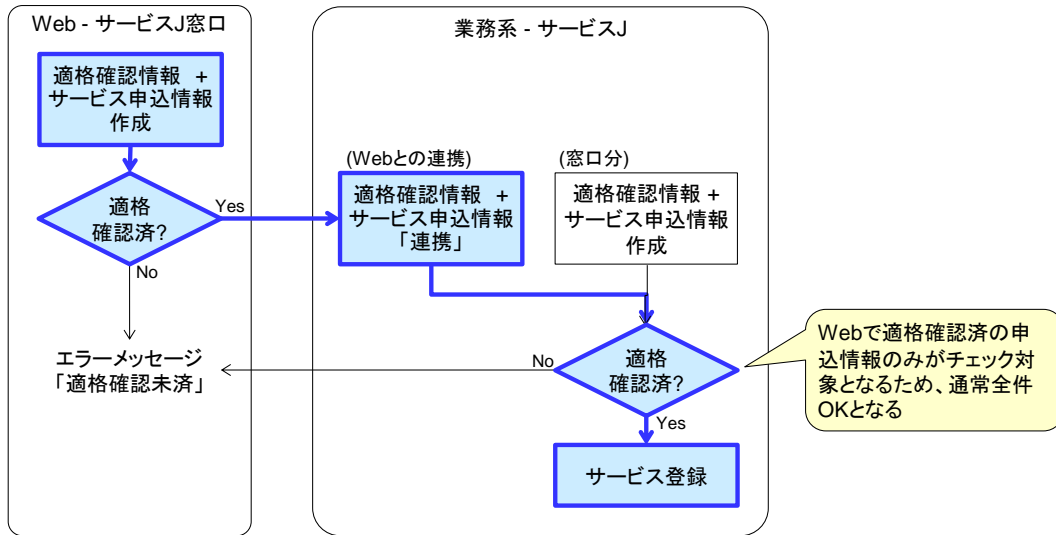 Web - サービスJ窓口
適格確認情報 +
サービス申込情報
作成
適格
確認済?
Yes
No
エラーメッセージ
「適格確認未済」
業務系 - サービスJ
(Webとの連携)
適格確認情報 +
サービス申込情報
「連携」
(窓口分)
適格確認情報 +
サービス申込情報
作成
適格
確認済?
No
Yes
サービス登録
Webで適格確認済の申
込情報のみがチェック対
象となるため、通常全件
OKとなる